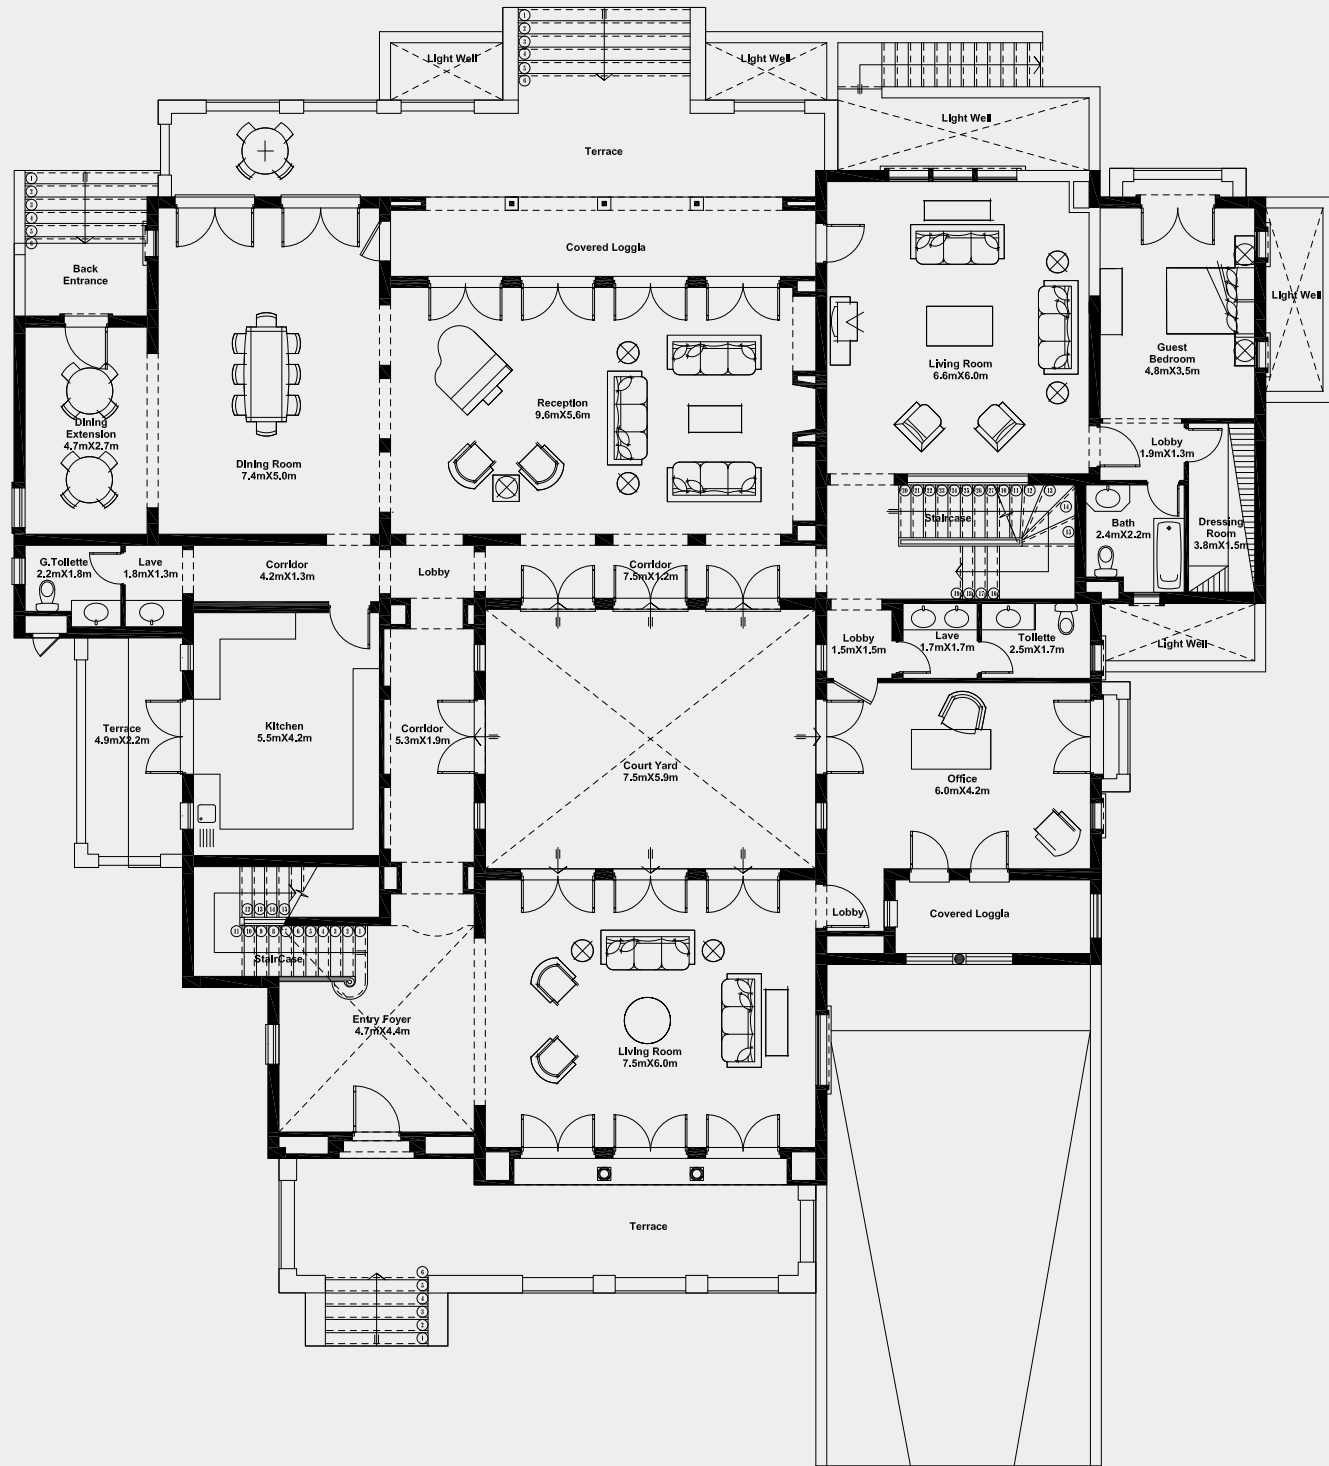 Light Well
Light Well
Light Well
Terrace
Back
Entrance
Covered Loggia
Light Well
Living Room
6.6mX6.0m
Guest
Bedroom
4.8mX3.5m
Reception
9.6mX5.6m
Dining
Extension
4.7mX2.7m
Dining Room
7.4mX5.0m
Lobby
1.9mX1.3m
Staircase
Bath
2.4mX2.2m
Dressing
Room
3.8mX1.5m
G.Toilette
2.2mX1.8m
Lave
1.8mX1.3m
Corridor
4.2mX1.3m
Lobby
Corridor
7.5mX1.2m
Lobby
1.5mX1.5m
Lave
1.7mX1.7m
Toilette
2.5mX1.7m
Light Well
Terrace
4.9mX2.2m
Kitchen
5.5mX4.2m
Corridor
5.3mX1.9m
Court Yard
7.5mX5.9m
Office
6.0mX4.2m
Lobby
Covered Loggia
StairCase
Entry Foyer
4.7mX4.4m
Living Room
7.5mX6.0m
Terrace